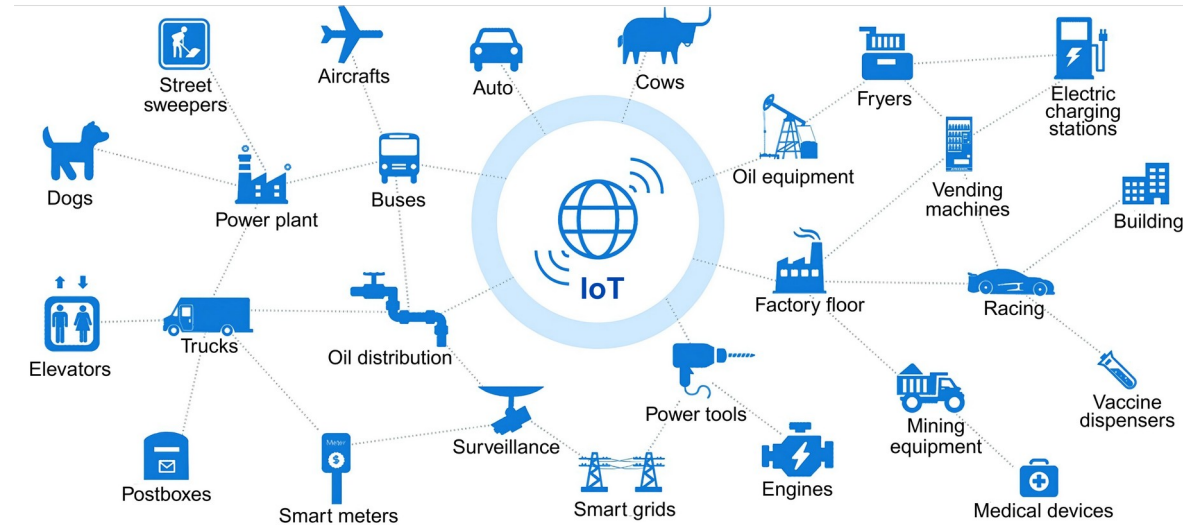 Street
sweepers
Aircrafts
Auto
Cows
Fryers
Electric
charging
stations
Dogs
Power plant
Buses
Oil equipment
Vending
machines
Building
IoT
Factory floor
Racing
Elevators
Trucks
Oil distribution
Power tools
Vaccine
dispensers
Mining
equipment
Postboxes
Meter
$
Smart meters
Surveillance
Smart grids
Engines
Medical devices